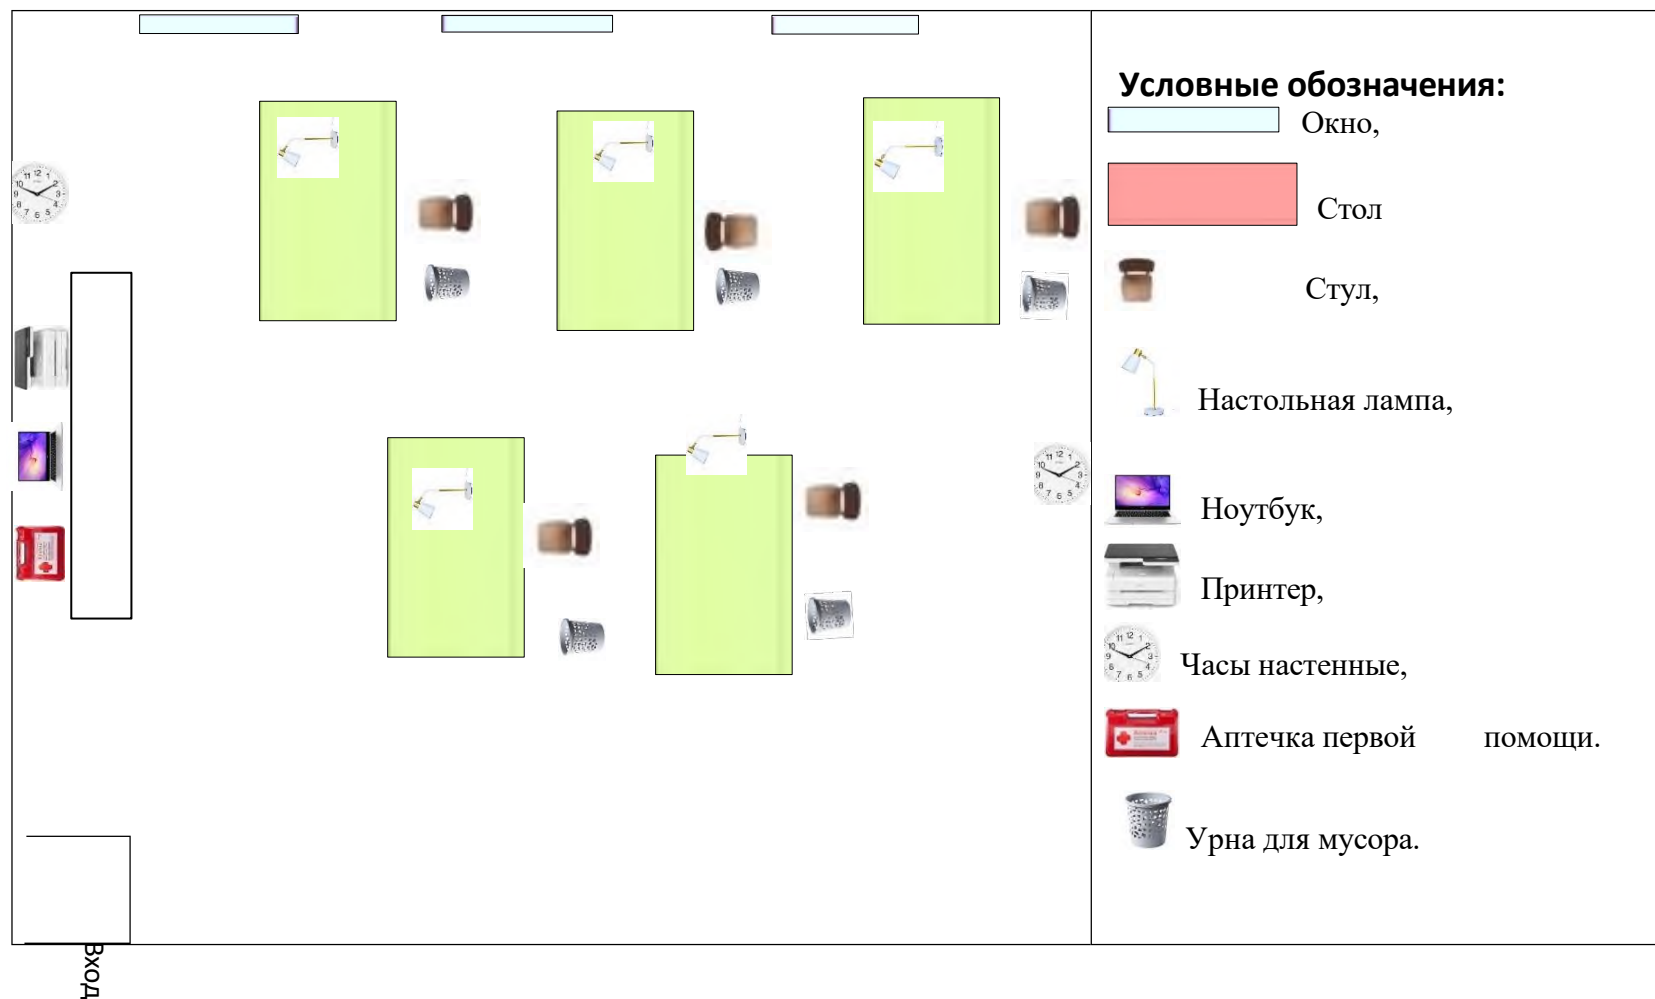 Условные обозначения:
Окно,
Стол
Стул,
Настольная лампа,
Ноутбук,
Принтер,
Часы настенные,
Аптечка первой помощи.
Урна для мусора.
Вход